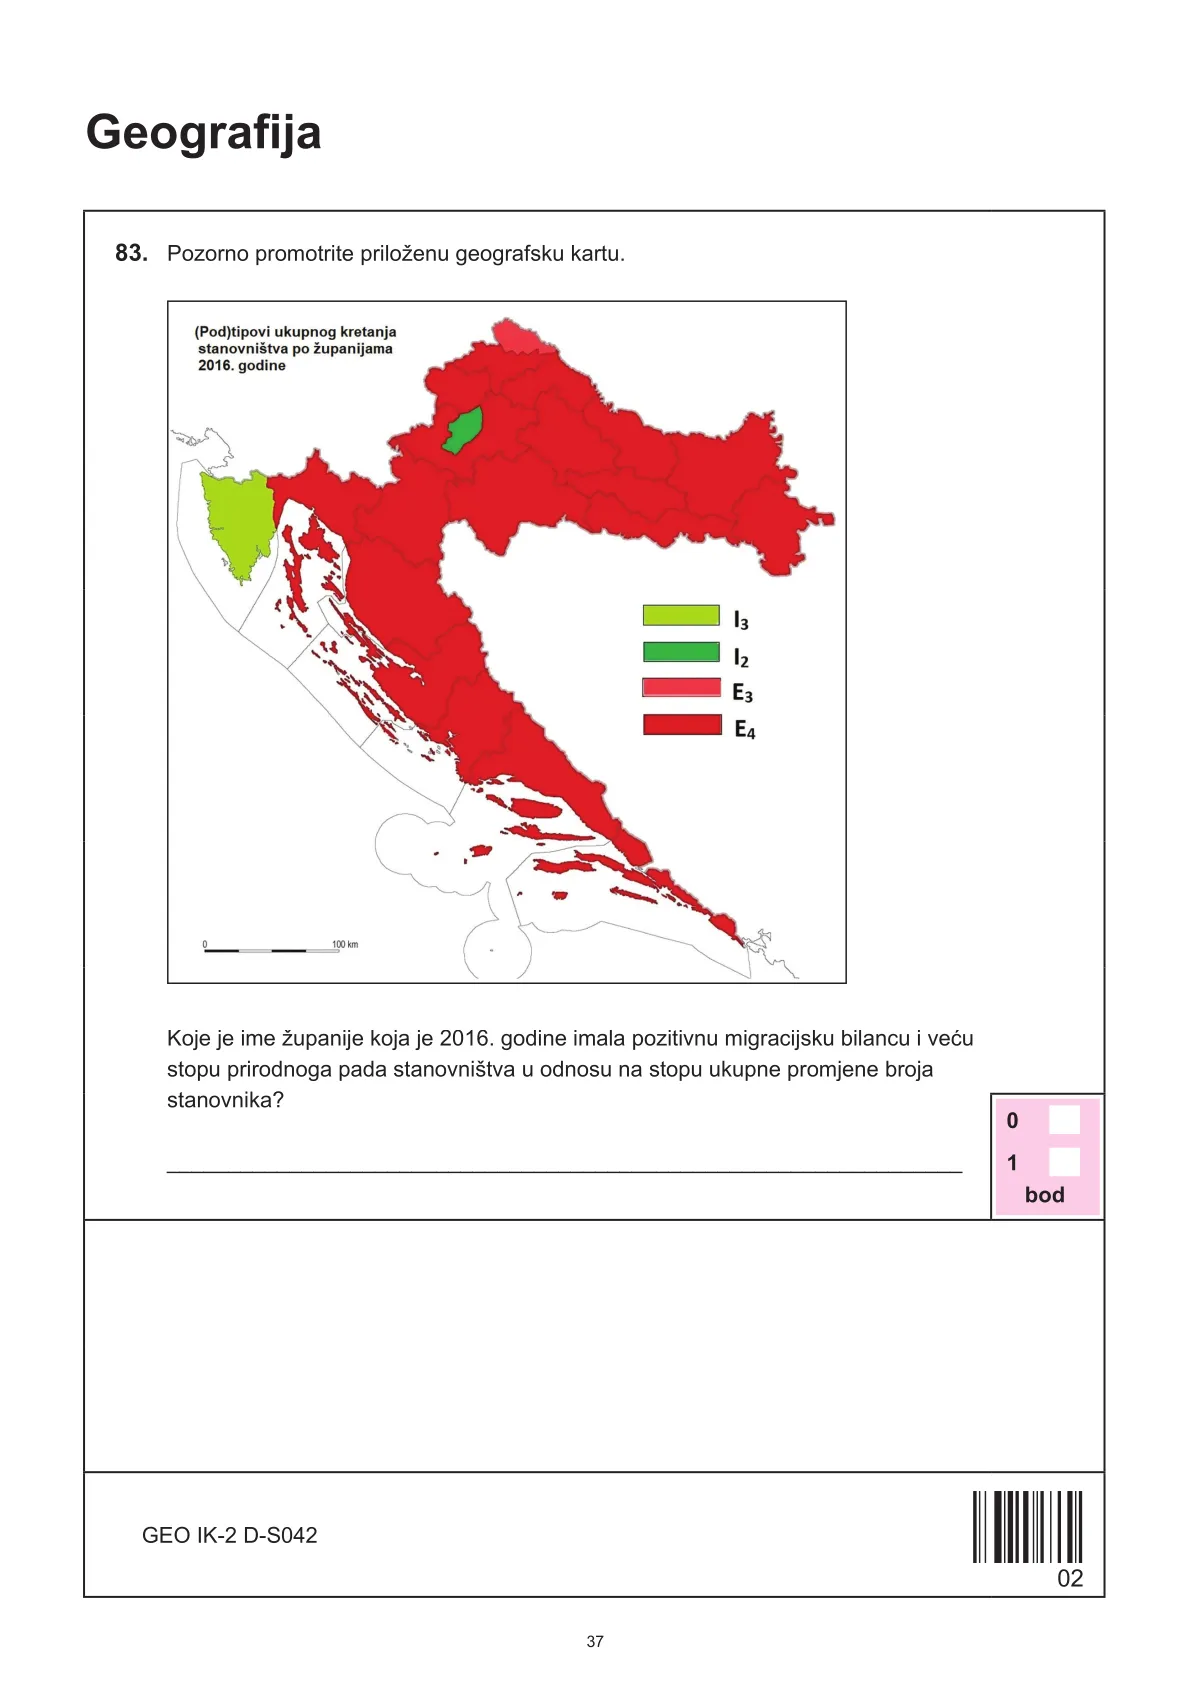 Geografija
83. Pozorno promotrite priloženu geografsku kartu.
(Pod)tipovi ukupnog kretanja
stanovništva po županijama
2016. godine
I3
I2
E3
E4
0 100 km
Koje je ime županije koja je 2016. godine imala pozitivnu migracijsku bilancu i veću
stopu prirodnoga pada stanovništva u odnosu na stopu ukupne promjene broja
stanovnika?
0
1
bod
GEO IK-2 D-S042
02
37